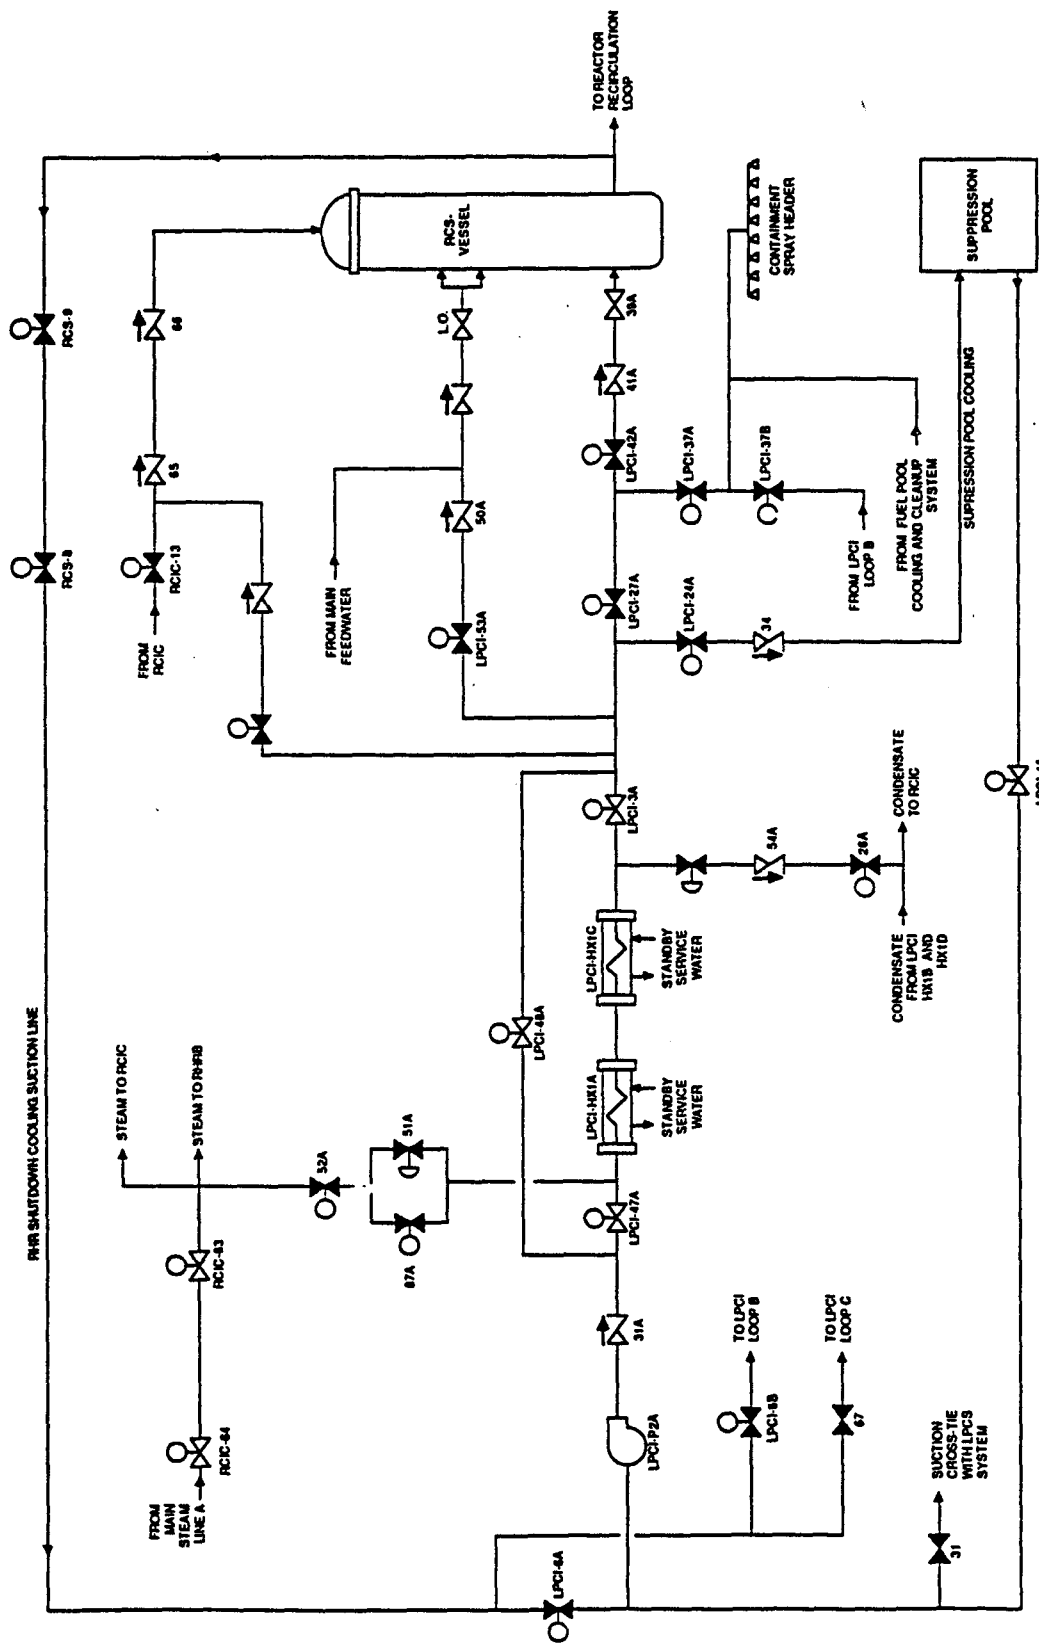 RHR SHUTDOWN COOLING SUCTION LINE
RCS-8
RCS-9
STEAM TO RCIC
STEAM TO RHRB
FROM
MAIN
STEAM
LINE A
RCIC-64
RCIC-63
52A
51A
87A
FROM
RCIC
RCIC-13
65
66
FROM MAIN
FEEDWATER
LPCI-53A
50A
L.O.
RCS-
VESSEL
TO REACTOR
RECIRCULATION
LOOP
LPCI-48A
LPCI-6A
LPCI-P2A
31A
LPCI-47A
LPCI-HX1A
STANDBY
SERVICE
WATER
LPCI-HX1C
STANDBY
SERVICE
WATER
LPCI-3A
LPCI-27A
LPCI-42A
41A
39A
LPCI-6B
TO LPCI
LOOP B
67
TO LPCI
LOOP C
31
SUCTION
CROSS-TIE
WITH LPCS
SYSTEM
54A
26A
CONDENSATE
FROM LPCI
HX1B AND
HX1D
CONDENSATE
TO RCIC
LPCI-24A
34
LPCI-37A
LPCI-37B
FROM LPCI
LOOP B
FROM FUEL POOL
COOLING AND CLEANUP
SYSTEM
CONTAINMENT
SPRAY HEADER
SUPRESSION POOL COOLING
SUPPRESSION
POOL